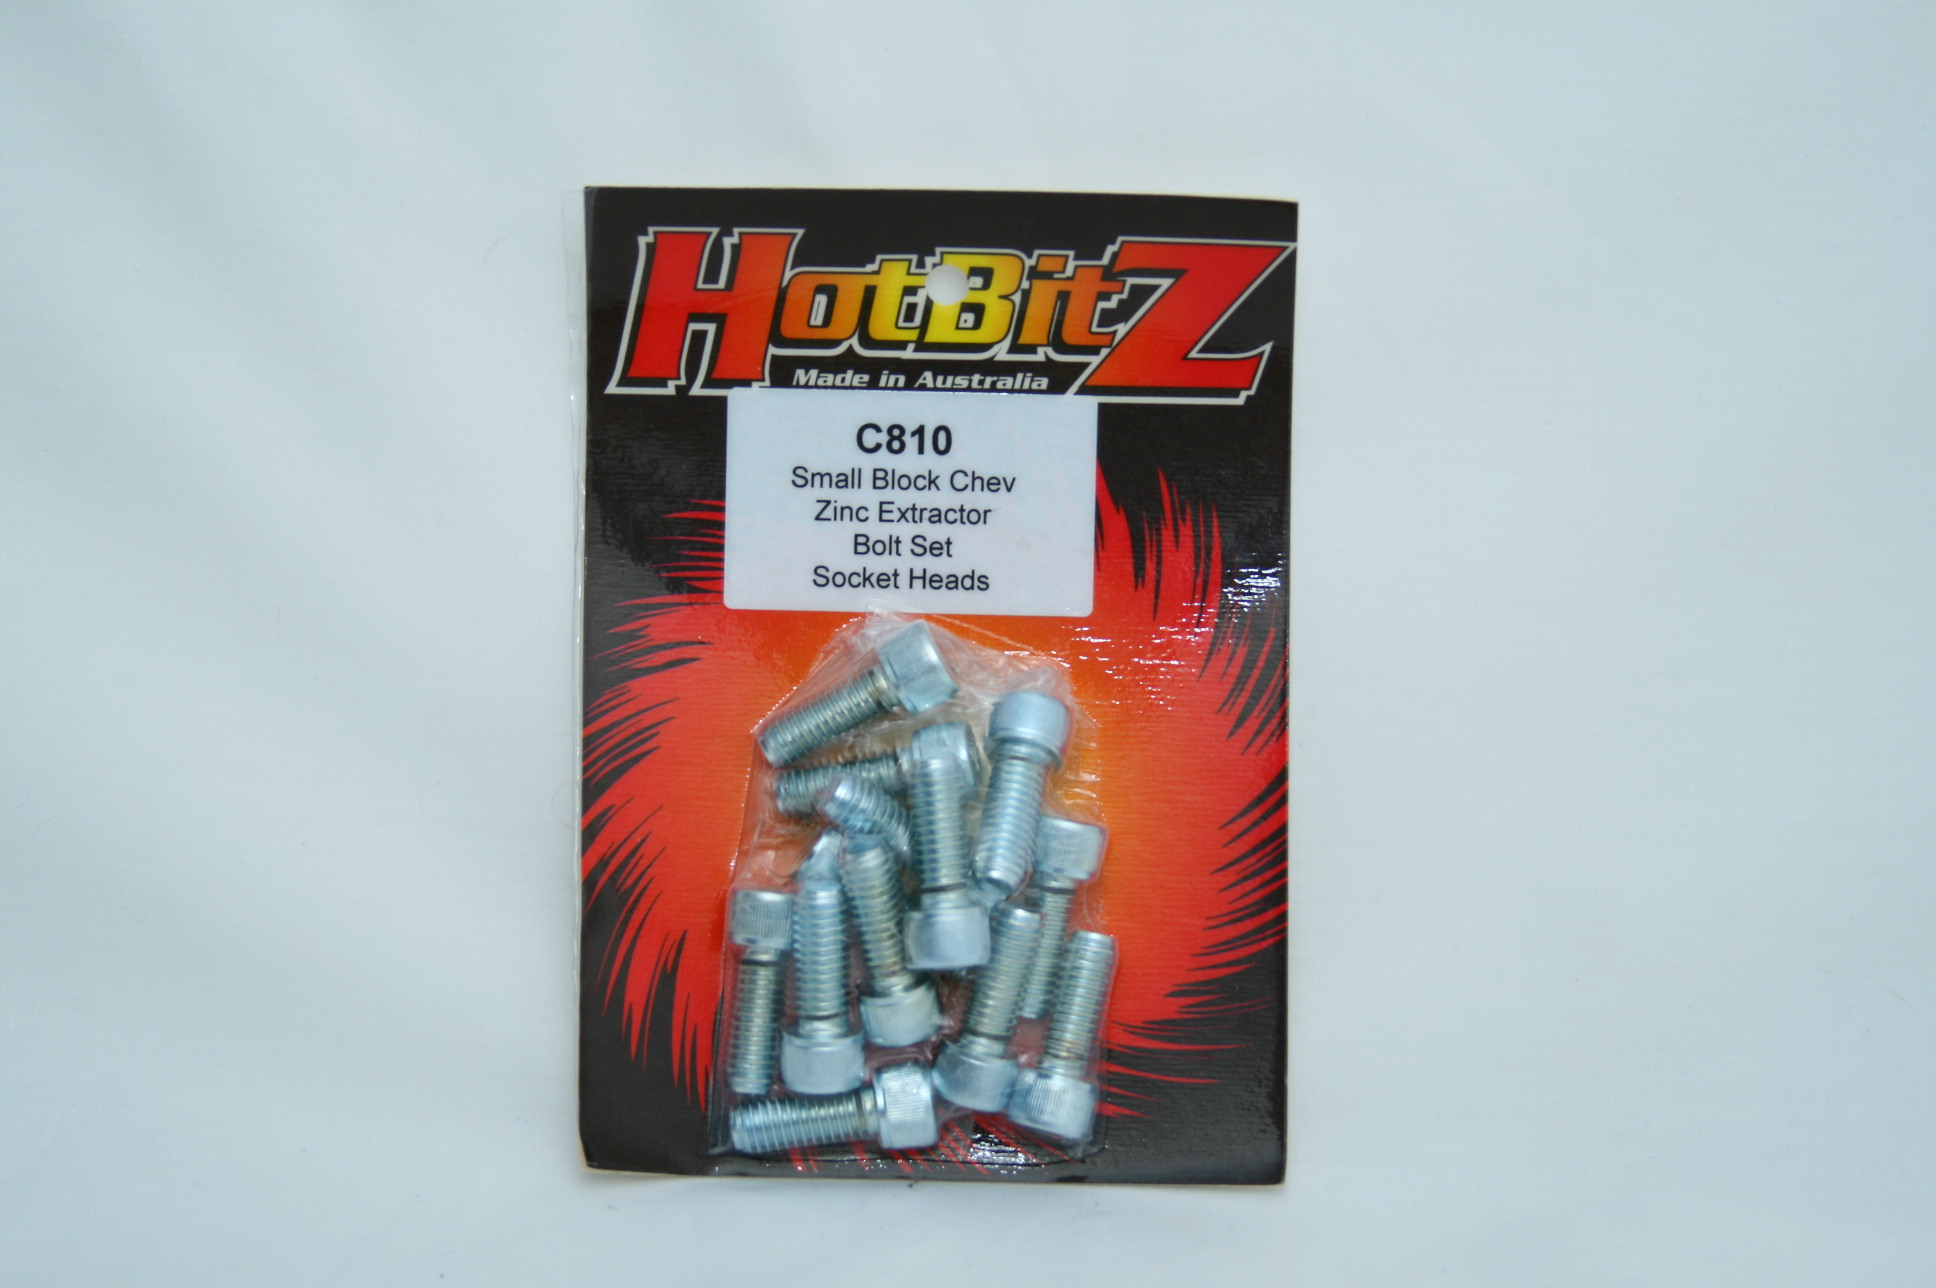 HotBitZ
Made in Australia
C810
Small Block Chev
Zinc Extractor
Bolt Set
Socket Heads